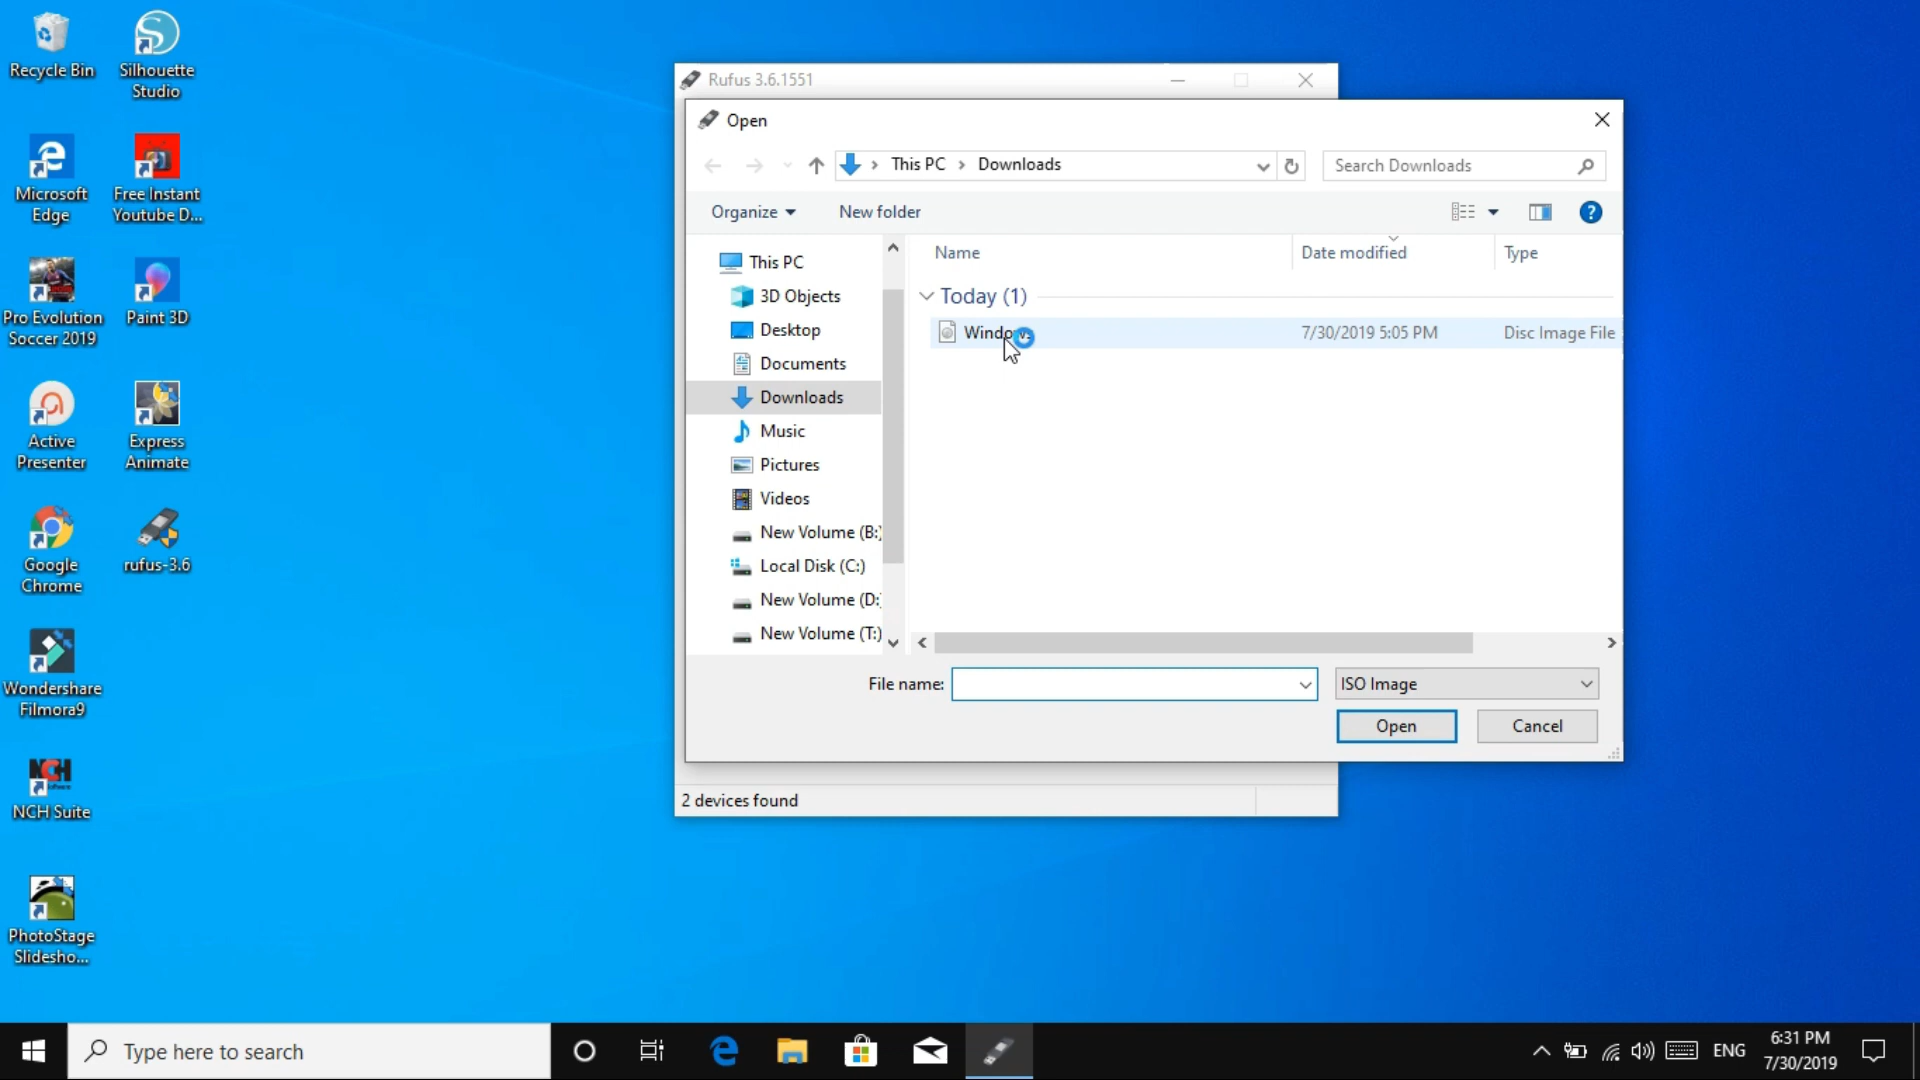 Recycle Bin
Silhouette
Studio
Microsoft
Edge
Free Instant
Youtube D...
Pro Evolution
Soccer 2019
Paint 3D
Active
Presenter
Express
Animate
Google
Chrome
rufus-3.6
Wondershare
Filmora9
NCH
NCH Suite
PhotoStage
Slidesho...
Rufus 3.6.1551
Open
This PC > Downloads
Search Downloads
Organize
New folder
Name
Date modified
Type
This PC
3D Objects
Desktop
Documents
Downloads
Music
Pictures
Videos
New Volume (B:)
Local Disk (C:)
New Volume (D:)
New Volume (T:)
Today (1)
7/30/2019 5:05 PM
Disc Image File
File name:
ISO Image
Open
Cancel
2 devices found
Type here to search
ENG
6:31 PM
7/30/2019